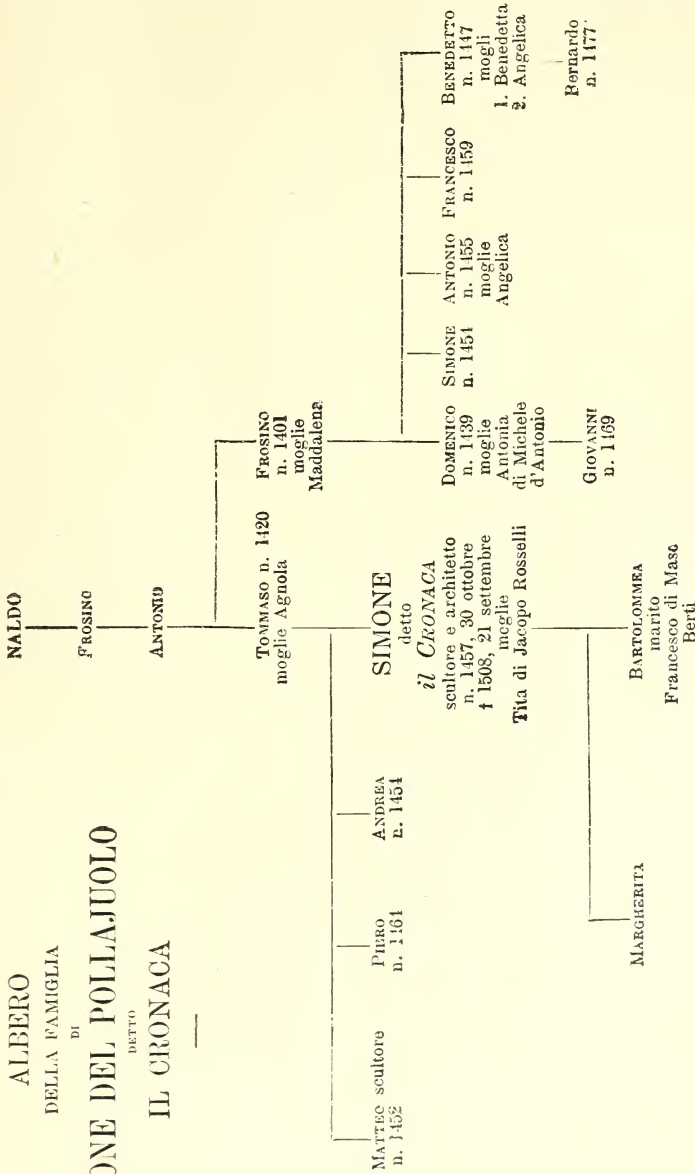 ALBERO
DELLA FAMIGLIA
DI
ONE DEL POLLAJUOLO
DETTO
IL CRONACA
NALDO
FROSINO
ANTONIO
TOMMASO n. 1420
moglie Agnola
FROSINO
n. 1401
moglie
Maddalena
MATTEO scultore
n. 1452
PIERO
n. 1464
ANDREA
n. 1454
SIMONE
detto
il CRONACA
scultore e architetto
n. 1457, 30 ottobre
† 1508, 21 settembre
moglie
Tita di Jacopo Rosselli
DOMENICO
n. 1439
moglie
Antonia
di Michele
d'Antonio
SIMONE
n. 1451
ANTONIO
n. 1455
moglie
Angelica
FRANCESCO
n. 1459
BENEDETTO
n. 1447
mogli
1. Benedetta
2. Angelica
MARGHERITA
BARTOLOMMEA
marito
Francesco di Maso
Berti
GIOVANNI
n. 1469
Bernardo
n. 1477